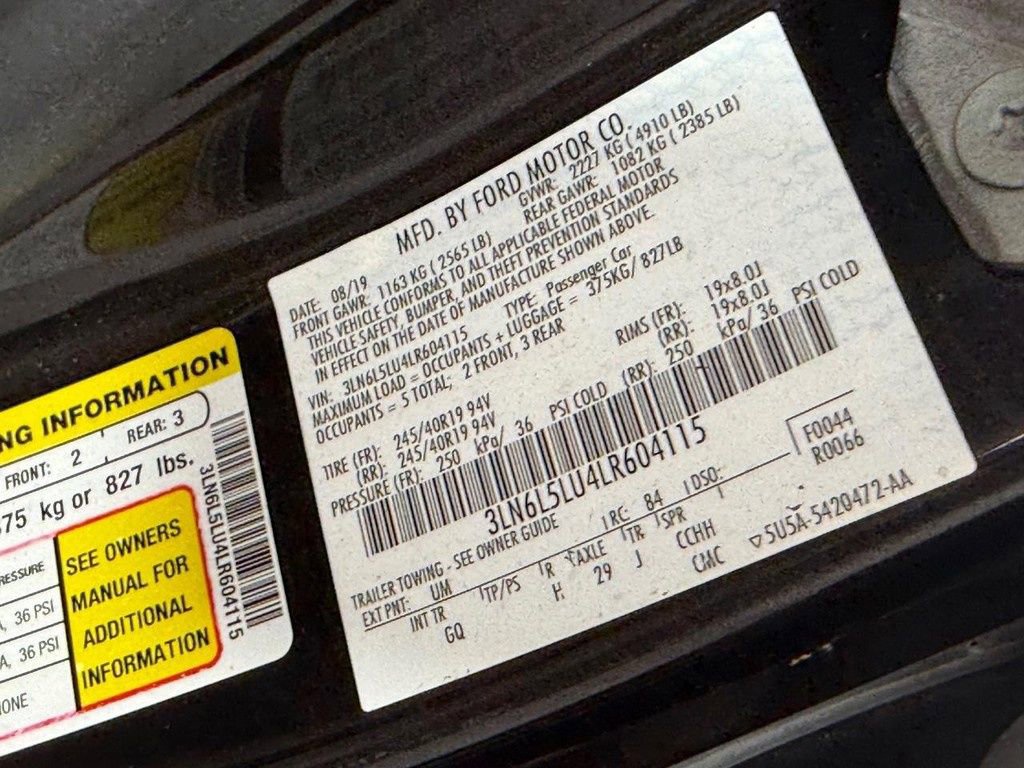 MFD. BY FORD MOTOR CO.
DATE: 08/19 GVWR: 2227 KG ( 4910 LB)
FRONT GAWR: 1163 KG ( 2565 LB) REAR GAWR: 1082 KG ( 2385 LB)
THIS VEHICLE CONFORMS TO ALL APPLICABLE FEDERAL MOTOR
VEHICLE SAFETY, BUMPER, AND THEFT PREVENTION STANDARDS
IN EFFECT ON THE DATE OF MANUFACTURE SHOWN ABOVE.
VIN: 3LN6L5LU4LR604115 TYPE: Passenger Car
MAXIMUM LOAD = OCCUPANTS + LUGGAGE = 375KG/ 827LB
OCCUPANTS = 5 TOTAL; 2 FRONT, 3 REAR
TIRE (FR): 245/40R19 94V RIMS (FR): 19x8.0J
(RR): 245/40R19 94V (RR): 19x8.0J
PRESSURE (FR): 250 kPa/ 36 PSI COLD (RR): 250 kPa/ 36 PSI COLD
3LN6L5LU4LR604115
TRAILER TOWING - SEE OWNER GUIDE
EXT PNT: UM RC: 84 DSO:
F0044
R0066
INT TR TP/PS R AXLE TR SPR
GQ H 29 J CCHH
CMC
5U5A-5420472-AA
NG INFORMATION
FRONT: 2 REAR: 3
75 kg or 827 lbs.
RESSURE
A, 36 PSI
A, 36 PSI
ONE
SEE OWNERS
MANUAL FOR
ADDITIONAL
INFORMATION
3LN6L5LU4LR604115